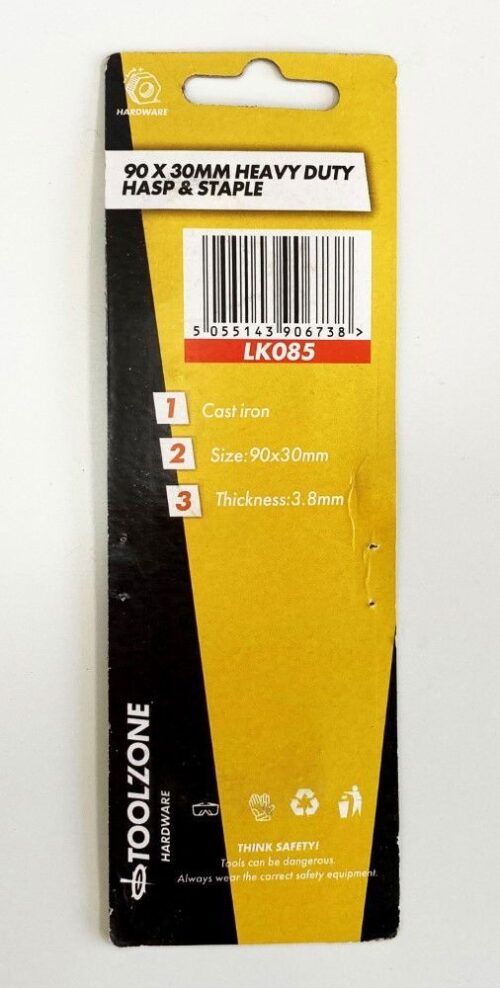 HARDWARE
90 X 30MM HEAVY DUTY
HASP & STAPLE
5 055143 906738 >
LK085
1 Cast iron
2 Size:90x30mm
3 Thickness:3.8mm
TOOLZONE
HARDWARE
THINK SAFETY!
Tools can be dangerous.
Always wear the correct safety equipment.